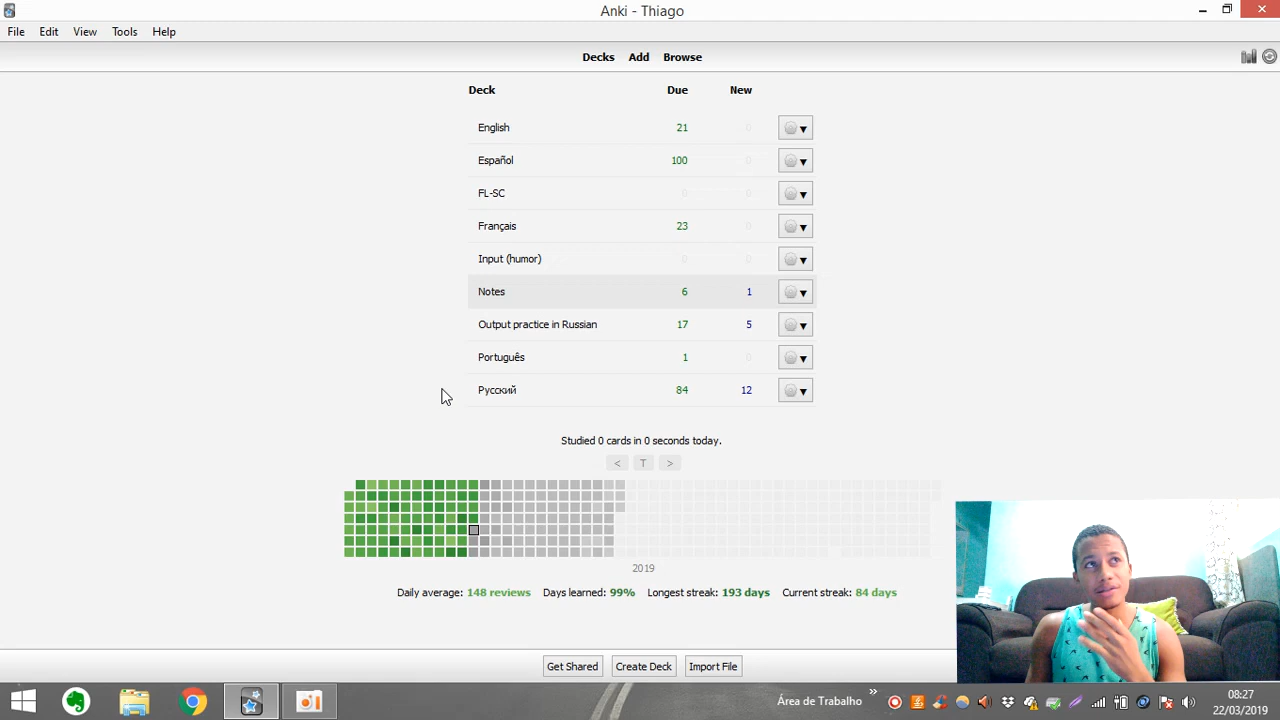 Anki - Thiago
File Edit View Tools Help
Decks Add Browse
Deck Due New
English 21 0
Español 100 0
FL-SC 0 0
Français 23 0
Input (humor) 0 0
Notes 6 1
Output practice in Russian 17 5
Português 1 0
Русский 84 12
Studied 0 cards in 0 seconds today.
< T >
2019
Daily average: 148 reviews Days learned: 99% Longest streak: 193 days Current streak: 84 days
Get Shared Create Deck Import File
Área de Trabalho » 08:27
22/03/2019